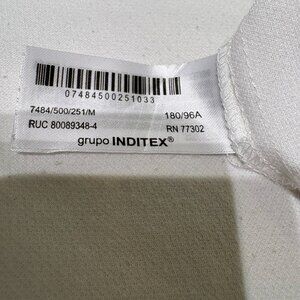 07484500251033
7484/500/251/M 180/96A
RUC 80089348-4 RN 77302
grupo INDITEX®